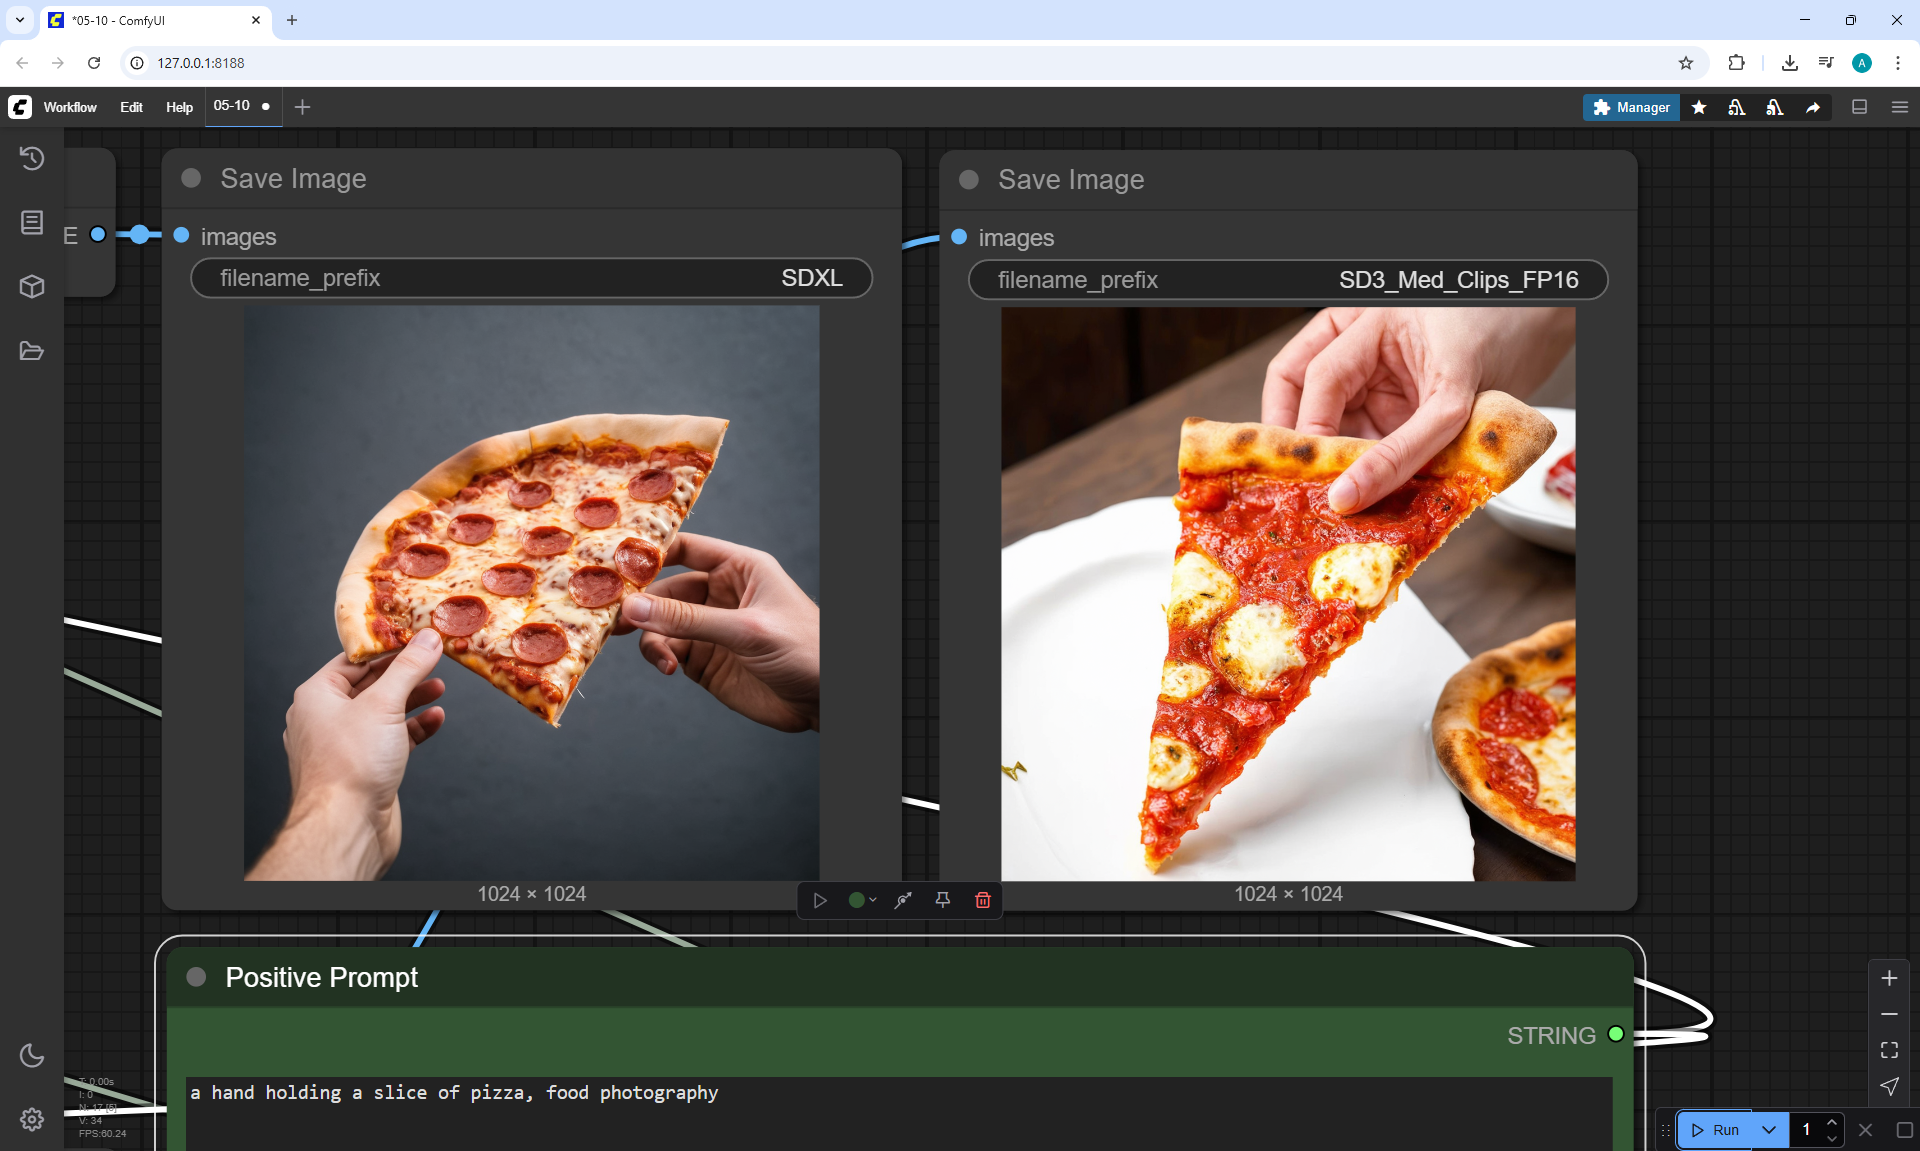 *05-10 - ComfyUI
127.0.0.1:8188
Workflow Edit Help 05-10
Manager
Save Image
E
images
filename_prefix SDXL
1024 × 1024
Save Image
images
filename_prefix SD3_Med_Clips_FP16
1024 × 1024
Positive Prompt
STRING
a hand holding a slice of pizza, food photography
T: 0.00s
I: 0
N: 17 [5]
V: 34
FPS:60.24
Run 1
A